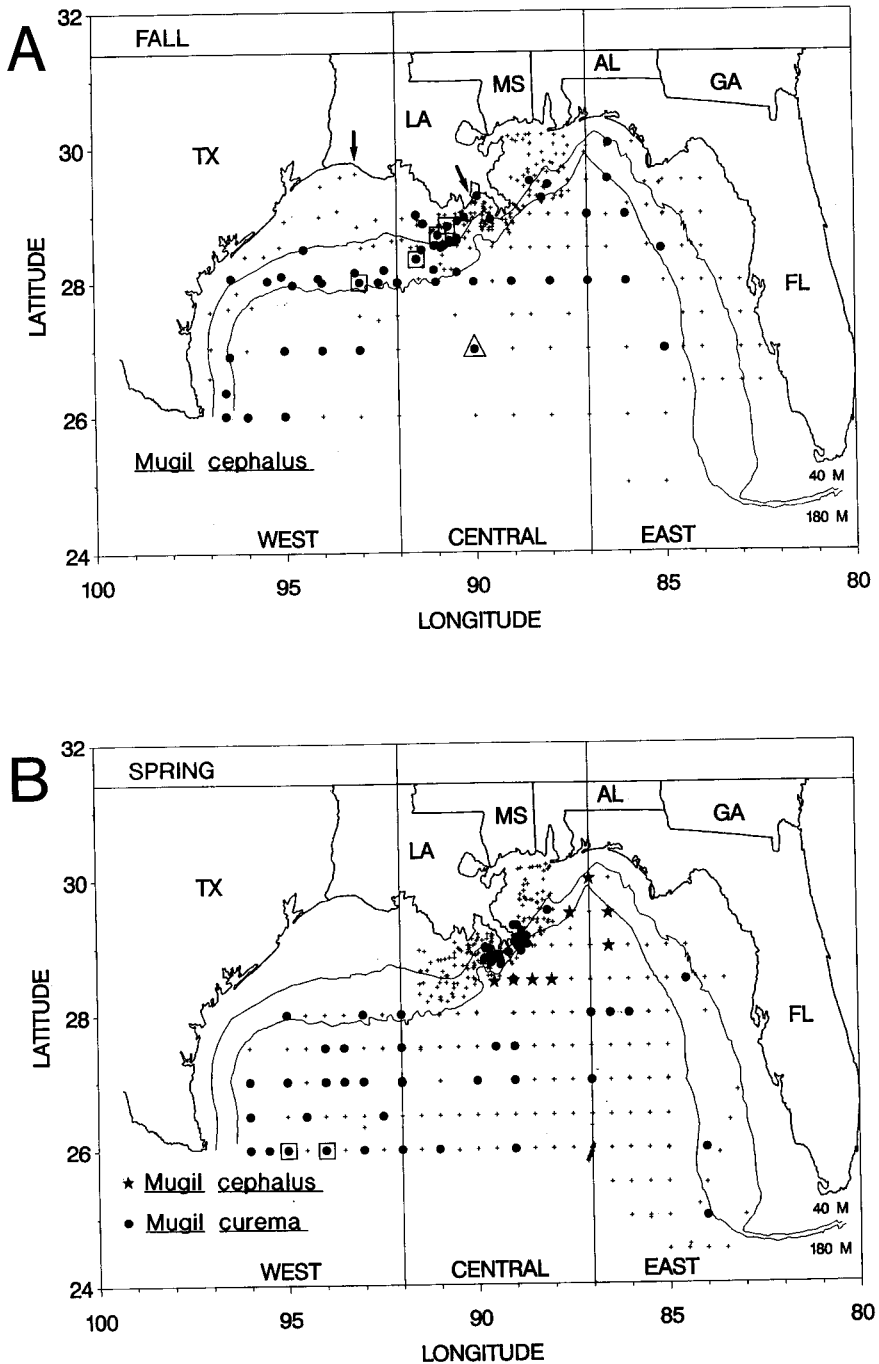 A
32
FALL
MS
AL
GA
LA
TX
30
LATITUDE
28
FL
26
Mugil cephalus
40 M
180 M
WEST
CENTRAL
EAST
24
100
95
90
85
80
LONGITUDE
B
32
SPRING
MS
AL
GA
LA
TX
30
LATITUDE
28
FL
26
Mugil cephalus
Mugil curema
40 M
180 M
WEST
CENTRAL
EAST
24
100
95
90
85
80
LONGITUDE